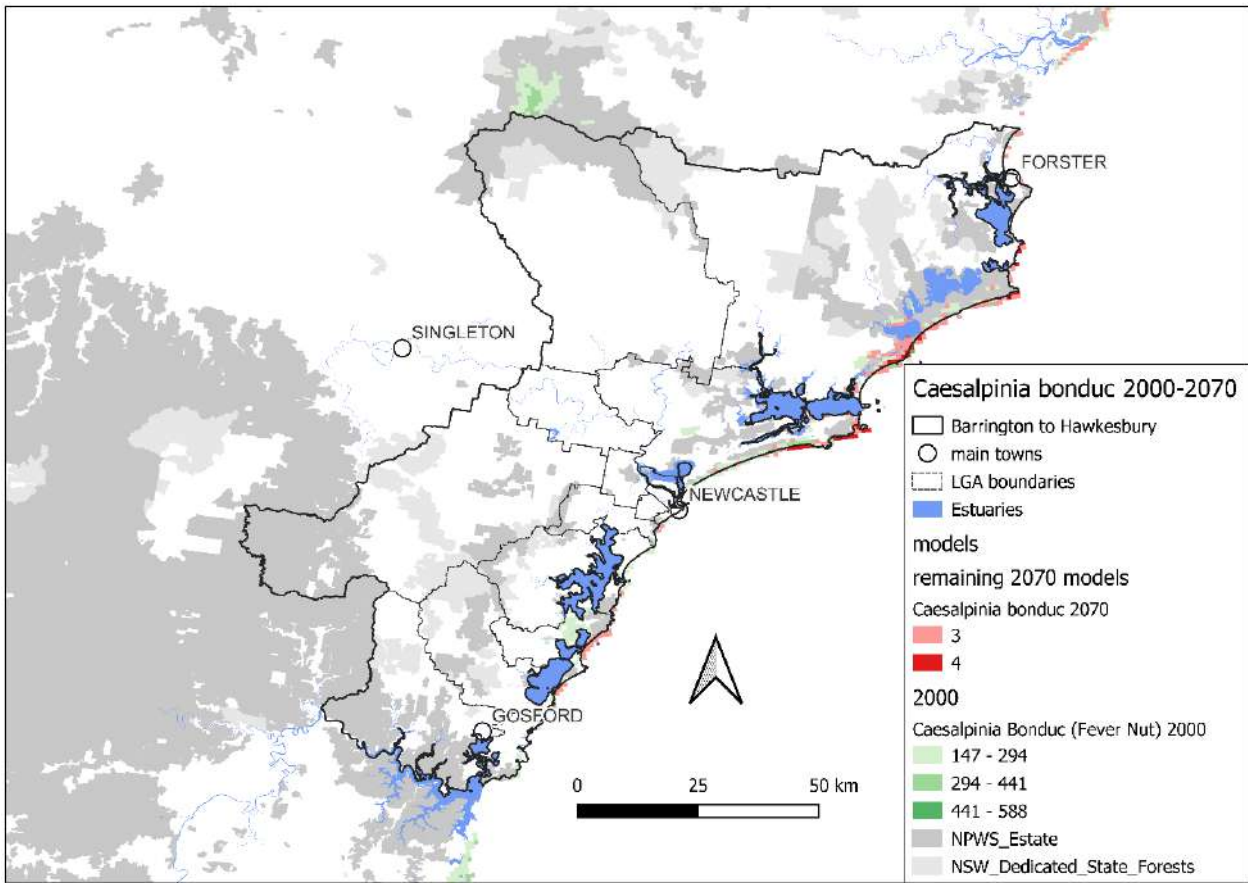 FORSTER
SINGLETON
NEWCASTLE
GOSFORD
0 25 50 km
Caesalpinia bonduc 2000-2070
Barrington to Hawkesbury
main towns
LGA boundaries
Estuaries
models
remaining 2070 models
Caesalpinia bonduc 2070
3
4
2000
Caesalpinia Bonduc (Fever Nut) 2000
147 - 294
294 - 441
441 - 588
NPWS_Estate
NSW_Dedicated_State_Forests